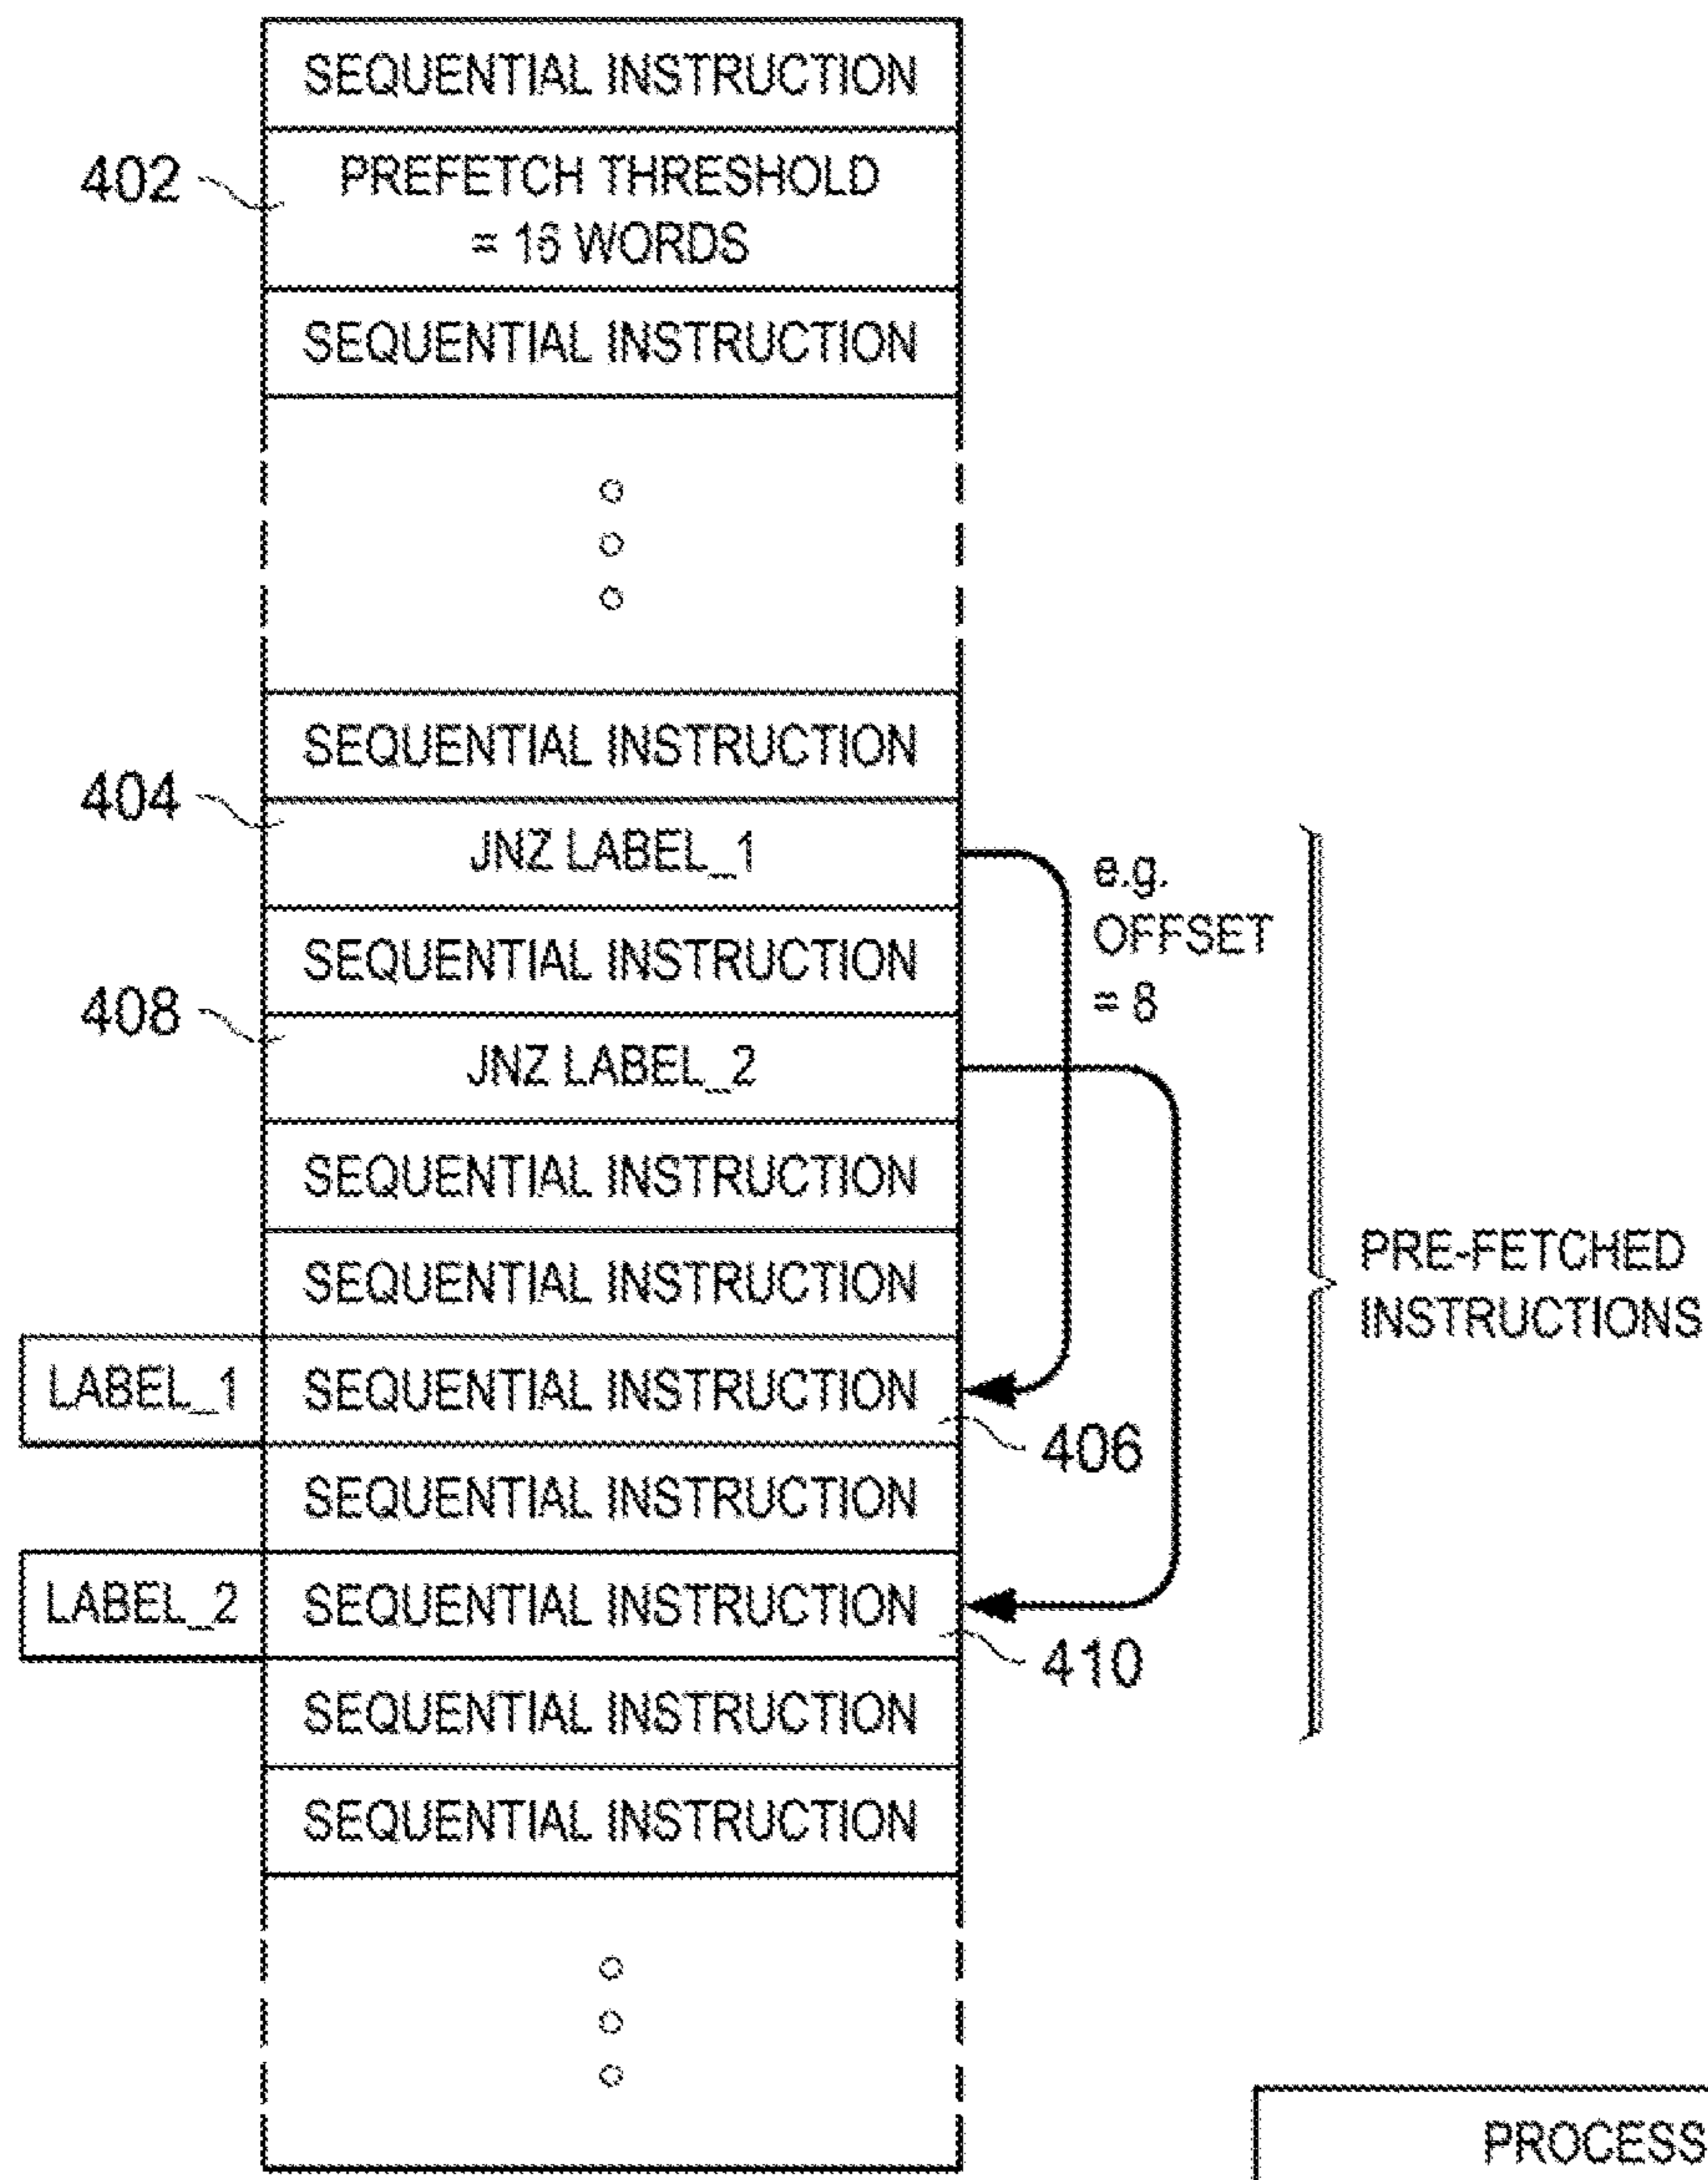 SEQUENTIAL INSTRUCTION
402
PREFETCH THRESHOLD
= 16 WORDS
SEQUENTIAL INSTRUCTION
SEQUENTIAL INSTRUCTION
404
JNZ LABEL_1
e.g.
OFFSET
= 8
SEQUENTIAL INSTRUCTION
408
JNZ LABEL_2
SEQUENTIAL INSTRUCTION
SEQUENTIAL INSTRUCTION
PRE-FETCHED
INSTRUCTIONS
LABEL_1
SEQUENTIAL INSTRUCTION
406
SEQUENTIAL INSTRUCTION
LABEL_2
SEQUENTIAL INSTRUCTION
410
SEQUENTIAL INSTRUCTION
SEQUENTIAL INSTRUCTION
PROCESS